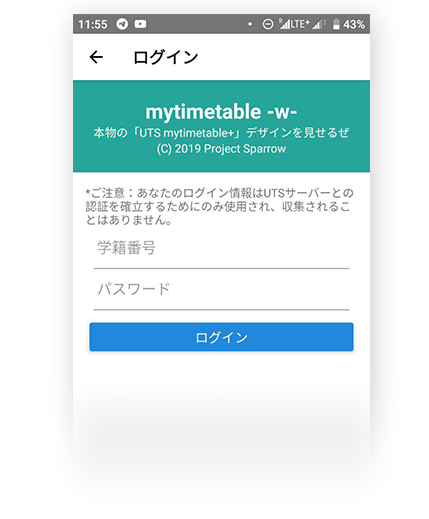 11:55 LTE+ 43%
ログイン
mytimetable -w-
本物の「UTS mytimetable+」デザインを見せるぜ
(C) 2019 Project Sparrow
*ご注意：あなたのログイン情報はUTSサーバーとの
認証を確立するためにのみ使用され、収集されるこ
とはありません。
学籍番号
パスワード
ログイン